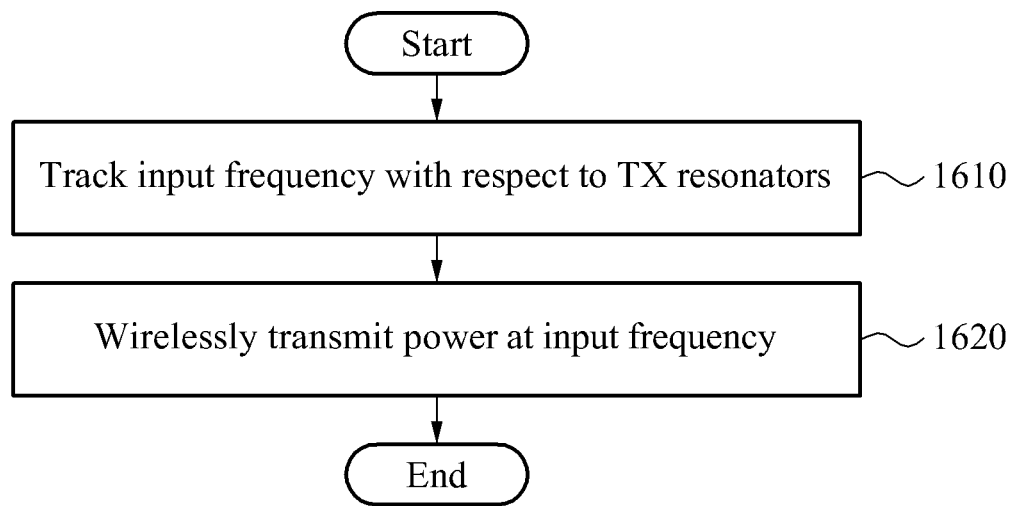 Start
Track input frequency with respect to TX resonators
1610
Wirelessly transmit power at input frequency
1620
End